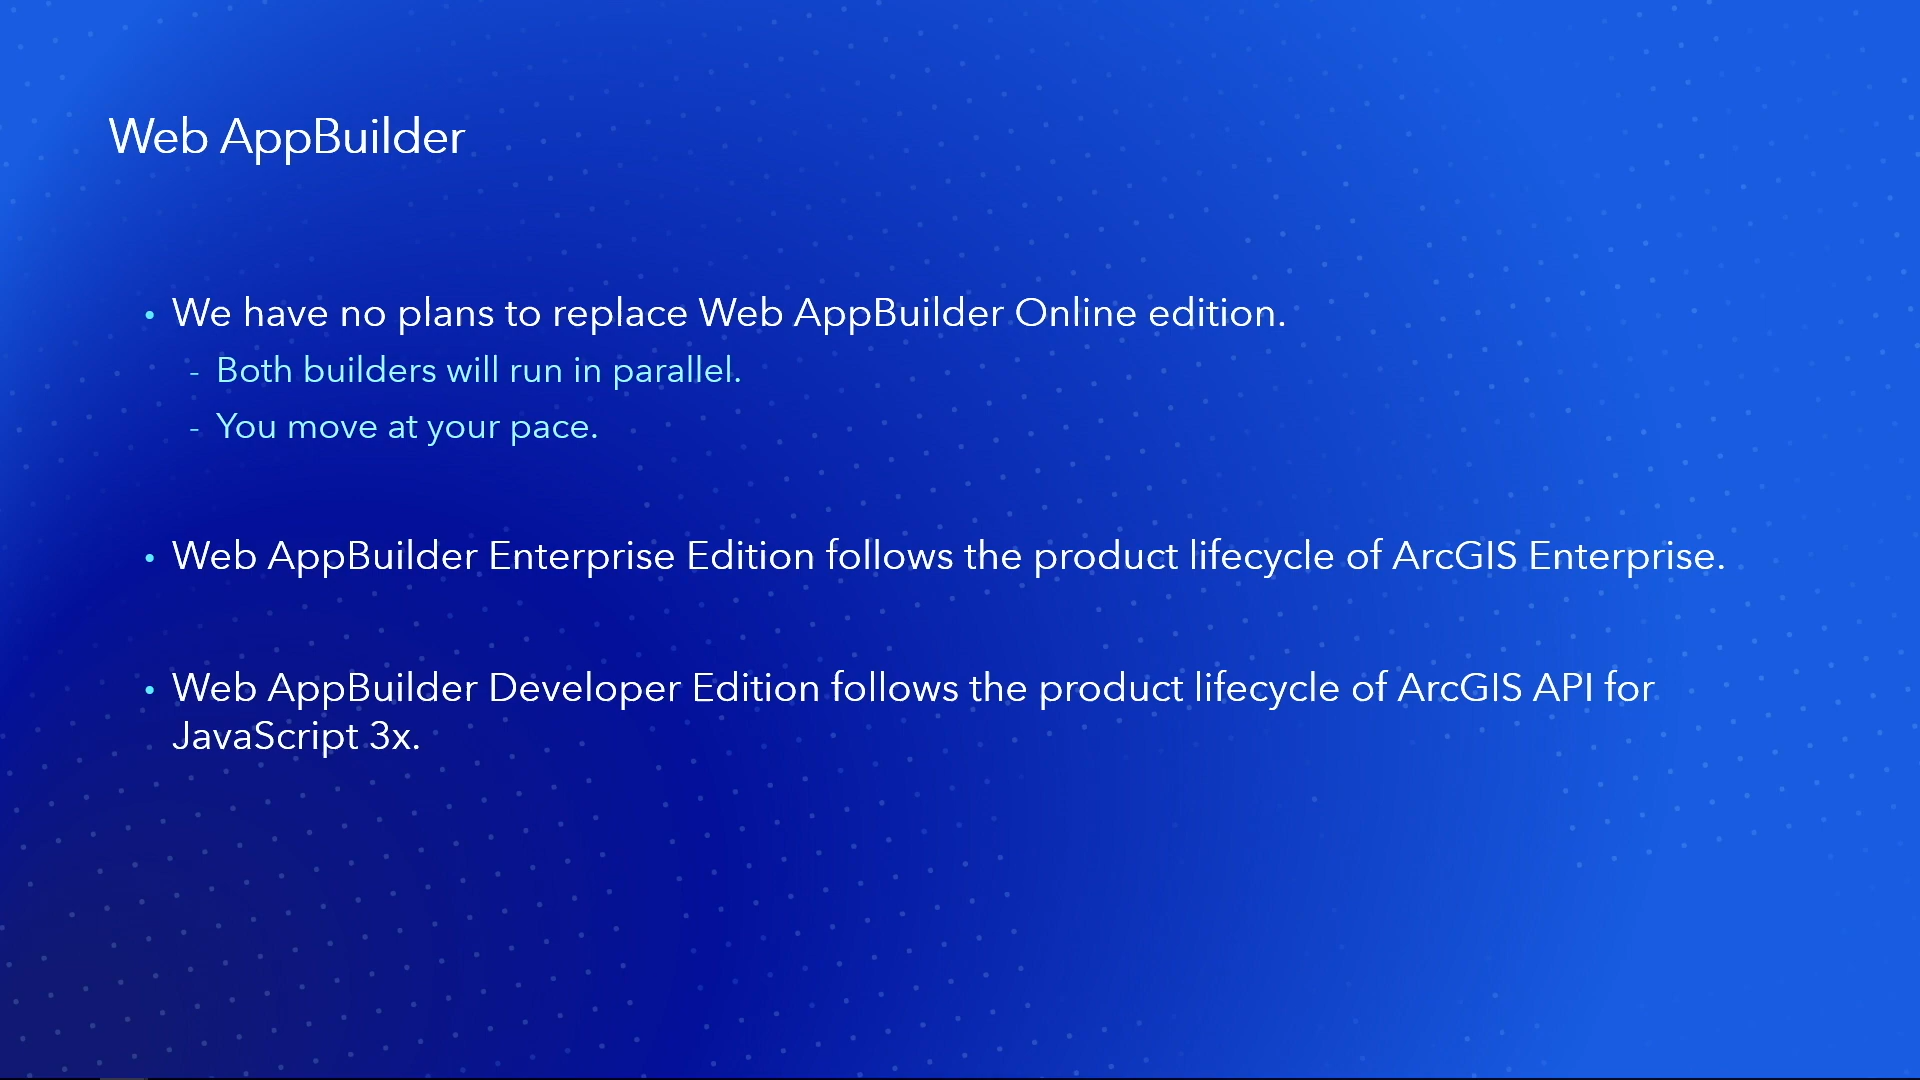 Web AppBuilder
• We have no plans to replace Web AppBuilder Online edition.
- Both builders will run in parallel.
- You move at your pace.
• Web AppBuilder Enterprise Edition follows the product lifecycle of ArcGIS Enterprise.
• Web AppBuilder Developer Edition follows the product lifecycle of ArcGIS API for
JavaScript 3x.